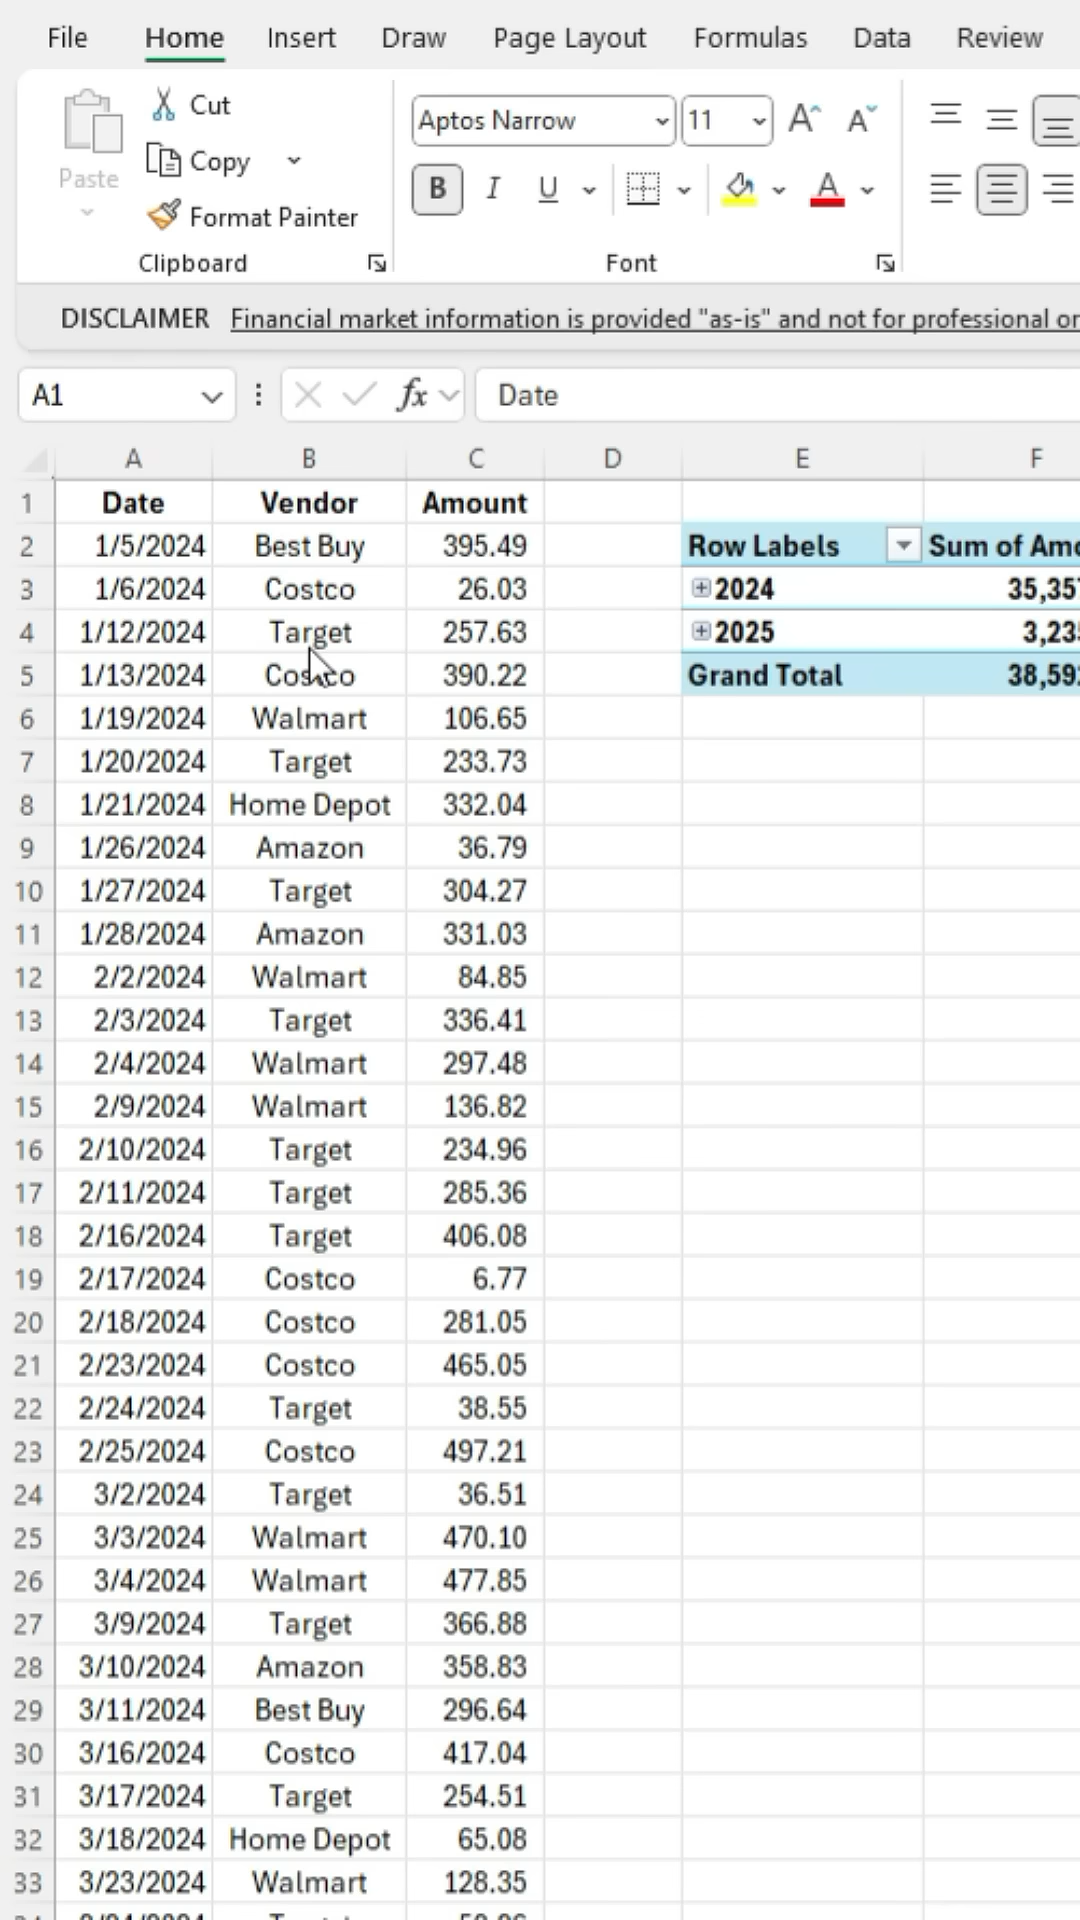 File Home Insert Draw Page Layout Formulas Data Review
Cut
Aptos Narrow 11 A A
Copy
Paste
B I U A
Format Painter
Clipboard Font
DISCLAIMER Financial market information is provided "as-is" and not for professional or
A1 fx Date
A B C D E F
1 Date Vendor Amount
2 1/5/2024 Best Buy 395.49 Row Labels Sum of Amo
3 1/6/2024 Costco 26.03 2024 35,357
4 1/12/2024 Target 257.63 2025 3,235
5 1/13/2024 Costco 390.22 Grand Total 38,592
6 1/19/2024 Walmart 106.65
7 1/20/2024 Target 233.73
8 1/21/2024 Home Depot 332.04
9 1/26/2024 Amazon 36.79
10 1/27/2024 Target 304.27
11 1/28/2024 Amazon 331.03
12 2/2/2024 Walmart 84.85
13 2/3/2024 Target 336.41
14 2/4/2024 Walmart 297.48
15 2/9/2024 Walmart 136.82
16 2/10/2024 Target 234.96
17 2/11/2024 Target 285.36
18 2/16/2024 Target 406.08
19 2/17/2024 Costco 6.77
20 2/18/2024 Costco 281.05
21 2/23/2024 Costco 465.05
22 2/24/2024 Target 38.55
23 2/25/2024 Costco 497.21
24 3/2/2024 Target 36.51
25 3/3/2024 Walmart 470.10
26 3/4/2024 Walmart 477.85
27 3/9/2024 Target 366.88
28 3/10/2024 Amazon 358.83
29 3/11/2024 Best Buy 296.64
30 3/16/2024 Costco 417.04
31 3/17/2024 Target 254.51
32 3/18/2024 Home Depot 65.08
33 3/23/2024 Walmart 128.35